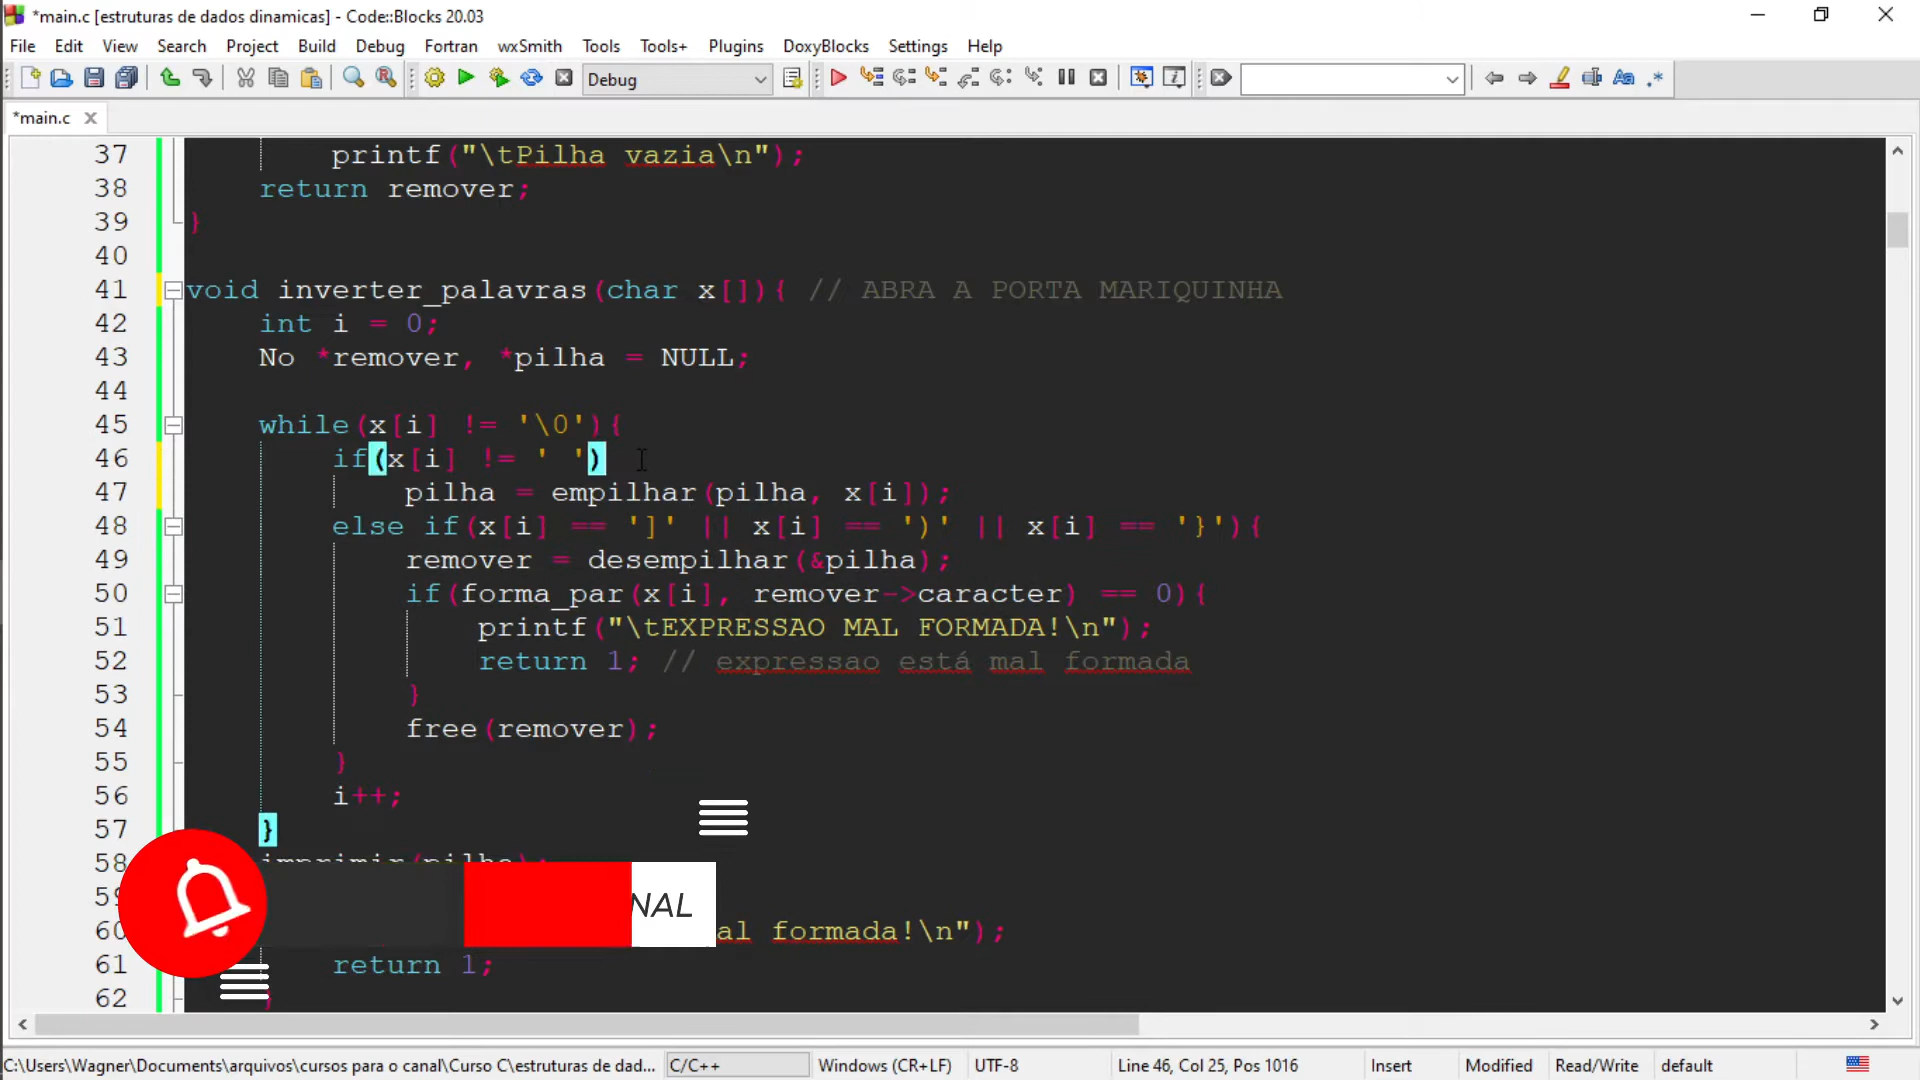 *main.c [estruturas de dados dinamicas] - Code::Blocks 20.03
File Edit View Search Project Build Debug Fortran wxSmith Tools Tools+ Plugins DoxyBlocks Settings Help
Debug
*main.c
37 printf("\tPilha vazia\n");
38 return remover;
39 }
40
41 void inverter_palavras(char x[]){ // ABRA A PORTA MARIQUINHA
42 int i = 0;
43 No *remover, *pilha = NULL;
44
45 while(x[i] != '\0'){
46 if(x[i] != ' ')
47 pilha = empilhar(pilha, x[i]);
48 else if(x[i] == ']' || x[i] == ')' || x[i] == '}'){
49 remover = desempilhar(&pilha);
50 if(forma_par(x[i], remover->caracter) == 0){
51 printf("\tEXPRESSAO MAL FORMADA!\n");
52 return 1; // expressao está mal formada
53 }
54 free(remover);
55 }
56 i++;
57 }
58 imprimir(pilha);
NAL
60 al formada!\n");
61 return 1;
62 }
C:\Users\Wagner\Documents\arquivos\cursos para o canal\Curso C\estruturas de dad... C/C++ Windows (CR+LF) UTF-8 Line 46, Col 25, Pos 1016 Insert Modified Read/Write default